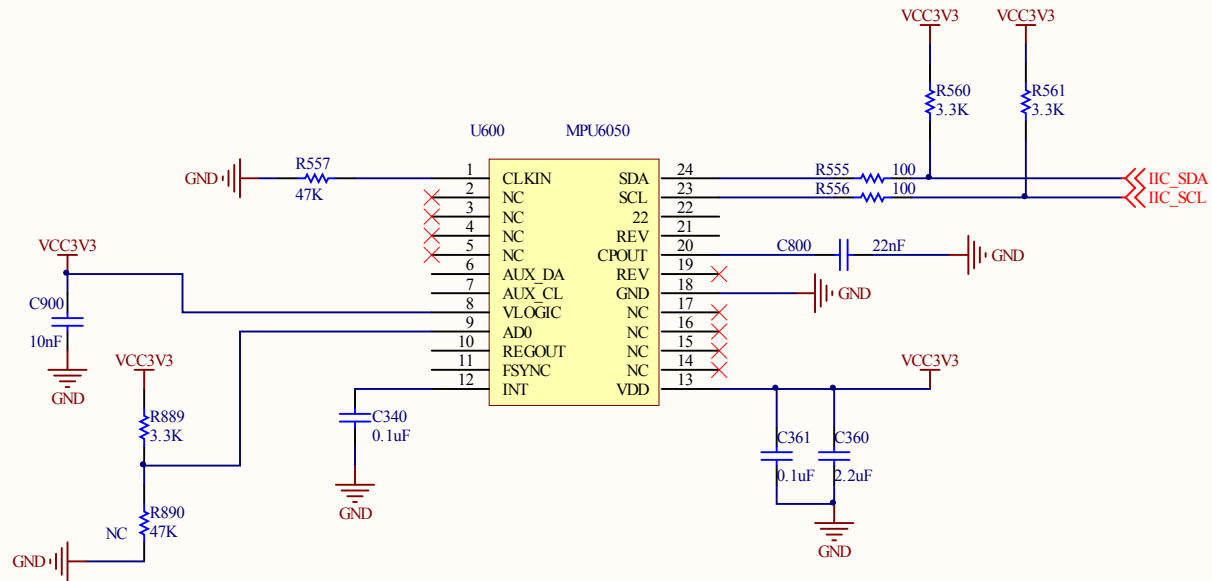 VCC3V3 VCC3V3
R560 R561
3.3K 3.3K
U600 MPU6050
GND R557 47K
R555 100
R556 100
IIC_SDA
IIC_SCL
1 CLKIN SDA 24
2 NC SCL 23
3 NC 22 22
4 NC REV 21
5 NC CPOUT 20
6 AUX_DA REV 19
7 AUX_CL GND 18
8 VLOGIC NC 17
9 AD0 NC 16
10 REGOUT NC 15
11 FSYNC NC 14
12 INT VDD 13
C800 22nF GND
GND
VCC3V3
C900
10nF
GND
VCC3V3
R889
3.3K
NC R890
47K
GND
C340
0.1uF
GND
VCC3V3
C361 C360
0.1uF 2.2uF
GND